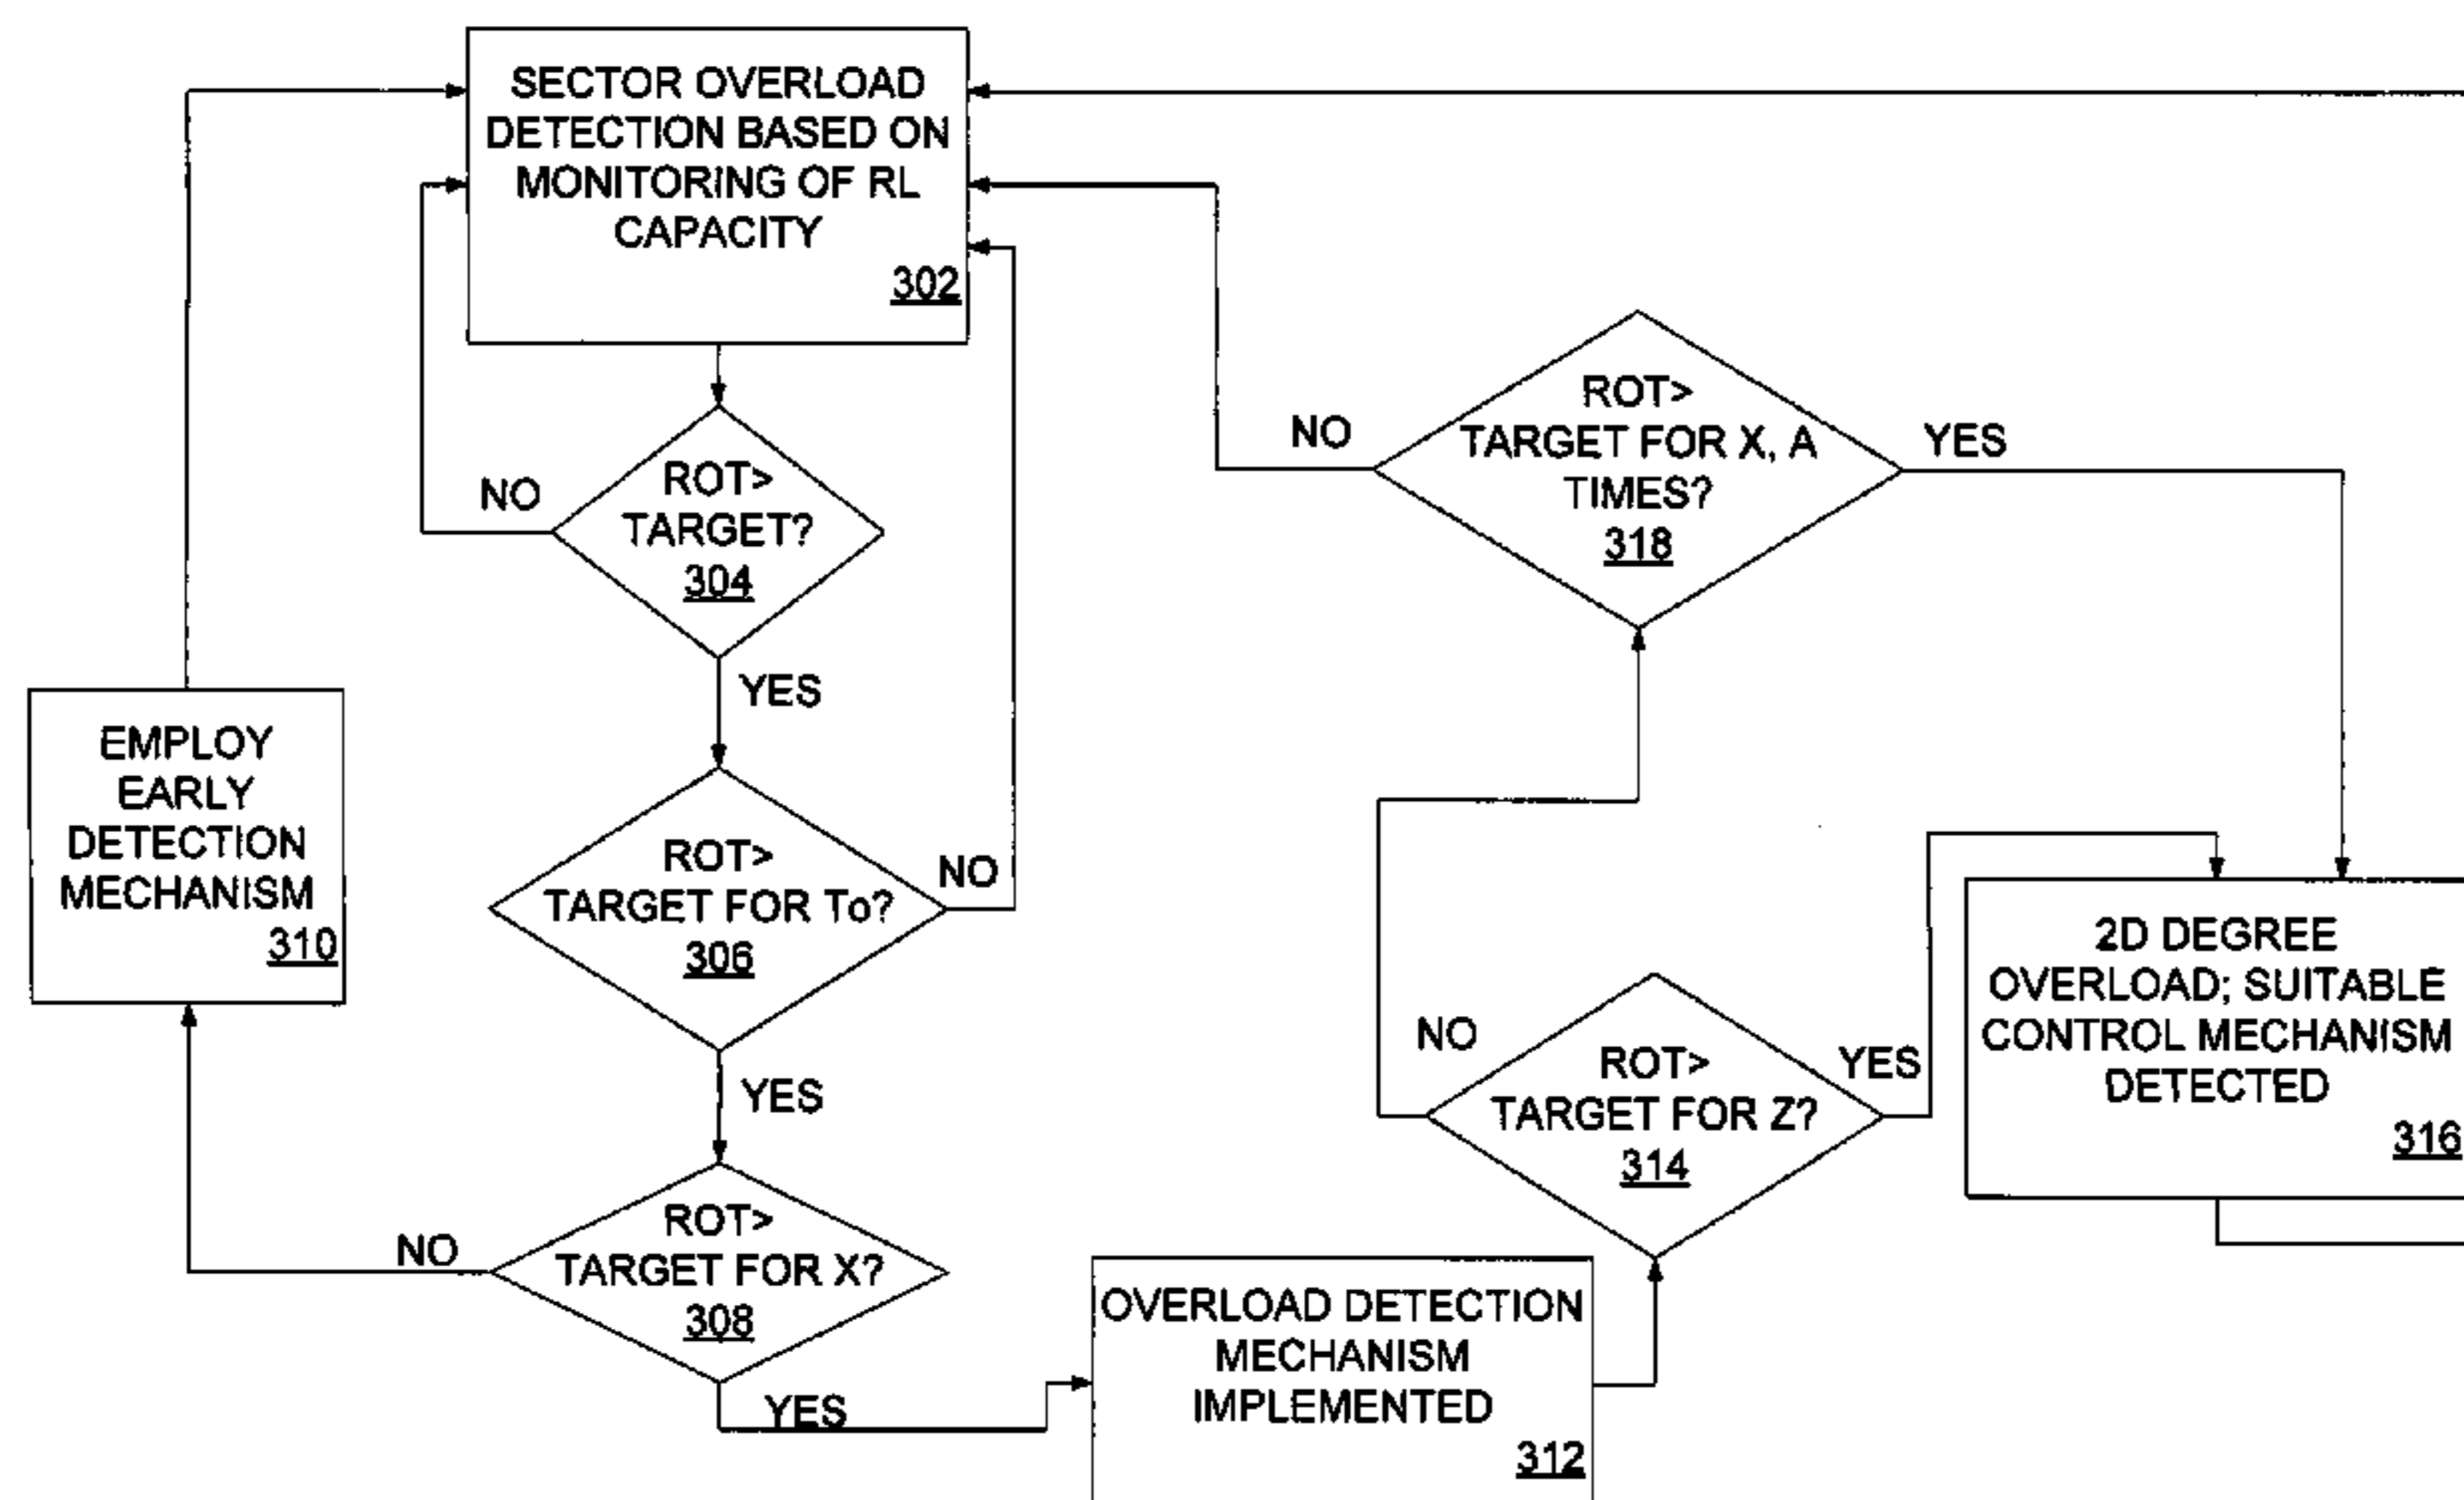 SECTOR OVERLOAD
DETECTION BASED ON
MONITORING OF RL
CAPACITY
302
ROT>
TARGET?
304
NO
YES
ROT>
TARGET FOR To?
306
NO
YES
ROT>
TARGET FOR X?
308
NO
YES
EMPLOY
EARLY
DETECTION
MECHANISM
310
OVERLOAD DETECTION
MECHANISM
IMPLEMENTED
312
ROT>
TARGET FOR Z?
314
NO
YES
2D DEGREE
OVERLOAD; SUITABLE
CONTROL MECHANISM
DETECTED
316
ROT>
TARGET FOR X, A
TIMES?
318
NO
YES